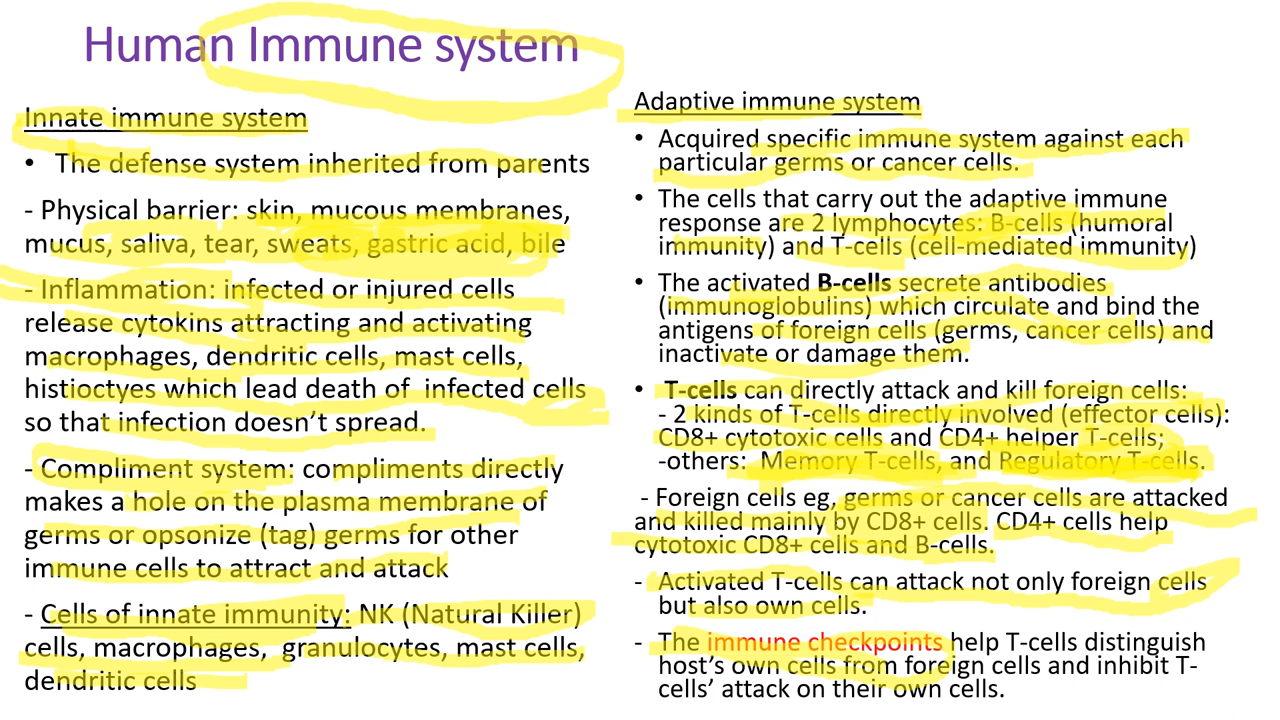 Human Immune system
Innate immune system
• The defense system inherited from parents
- Physical barrier: skin, mucous membranes,
mucus, saliva, tear, sweats, gastric acid, bile
- Inflammation: infected or injured cells
release cytokins attracting and activating
macrophages, dendritic cells, mast cells,
histioctyes which lead death of infected cells
so that infection doesn't spread.
- Compliment system: compliments directly
makes a hole on the plasma membrane of
germs or opsonize (tag) germs for other
immune cells to attract and attack
- Cells of innate immunity: NK (Natural Killer)
cells, macrophages, granulocytes, mast cells,
dendritic cells
Adaptive immune system
• Acquired specific immune system against each
particular germs or cancer cells.
• The cells that carry out the adaptive immune
response are 2 lymphocytes: B-cells (humoral
immunity) and T-cells (cell-mediated immunity)
• The activated B-cells secrete antibodies
(immunoglobulins) which circulate and bind the
antigens of foreign cells (germs, cancer cells) and
inactivate or damage them.
• T-cells can directly attack and kill foreign cells:
- 2 kinds of T-cells directly involved (effector cells):
CD8+ cytotoxic cells and CD4+ helper T-cells;
-others: Memory T-cells, and Regulatory T-cells.
- Foreign cells eg, germs or cancer cells are attacked
and killed mainly by CD8+ cells. CD4+ cells help
cytotoxic CD8+ cells and B-cells.
- Activated T-cells can attack not only foreign cells
but also own cells.
- The immune checkpoints help T-cells distinguish
host's own cells from foreign cells and inhibit T-
cells' attack on their own cells.